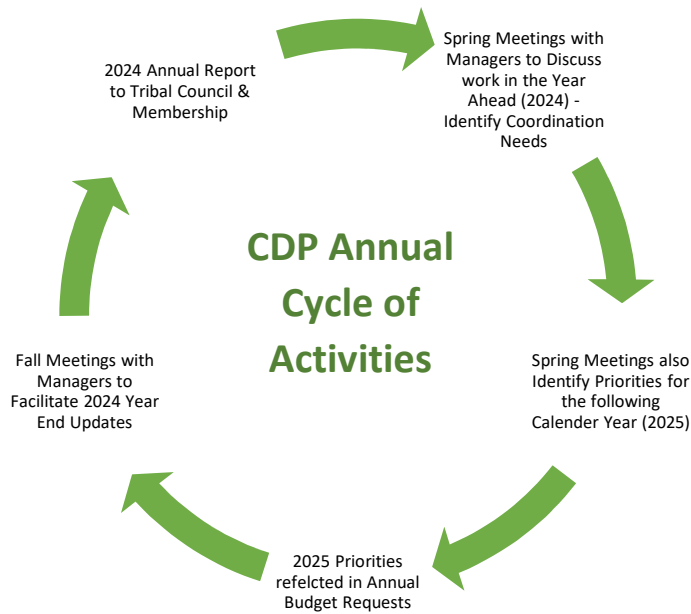 CDP Annual
Cycle of
Activities
Spring Meetings with
Managers to Discuss
work in the Year
Ahead (2024) -
Identify Coordination
Needs
Spring Meetings also
Identify Priorities for
the following
Calender Year (2025)
2025 Priorities
refelcted in Annual
Budget Requests
Fall Meetings with
Managers to
Facilitate 2024 Year
End Updates
2024 Annual Report
to Tribal Council &
Membership